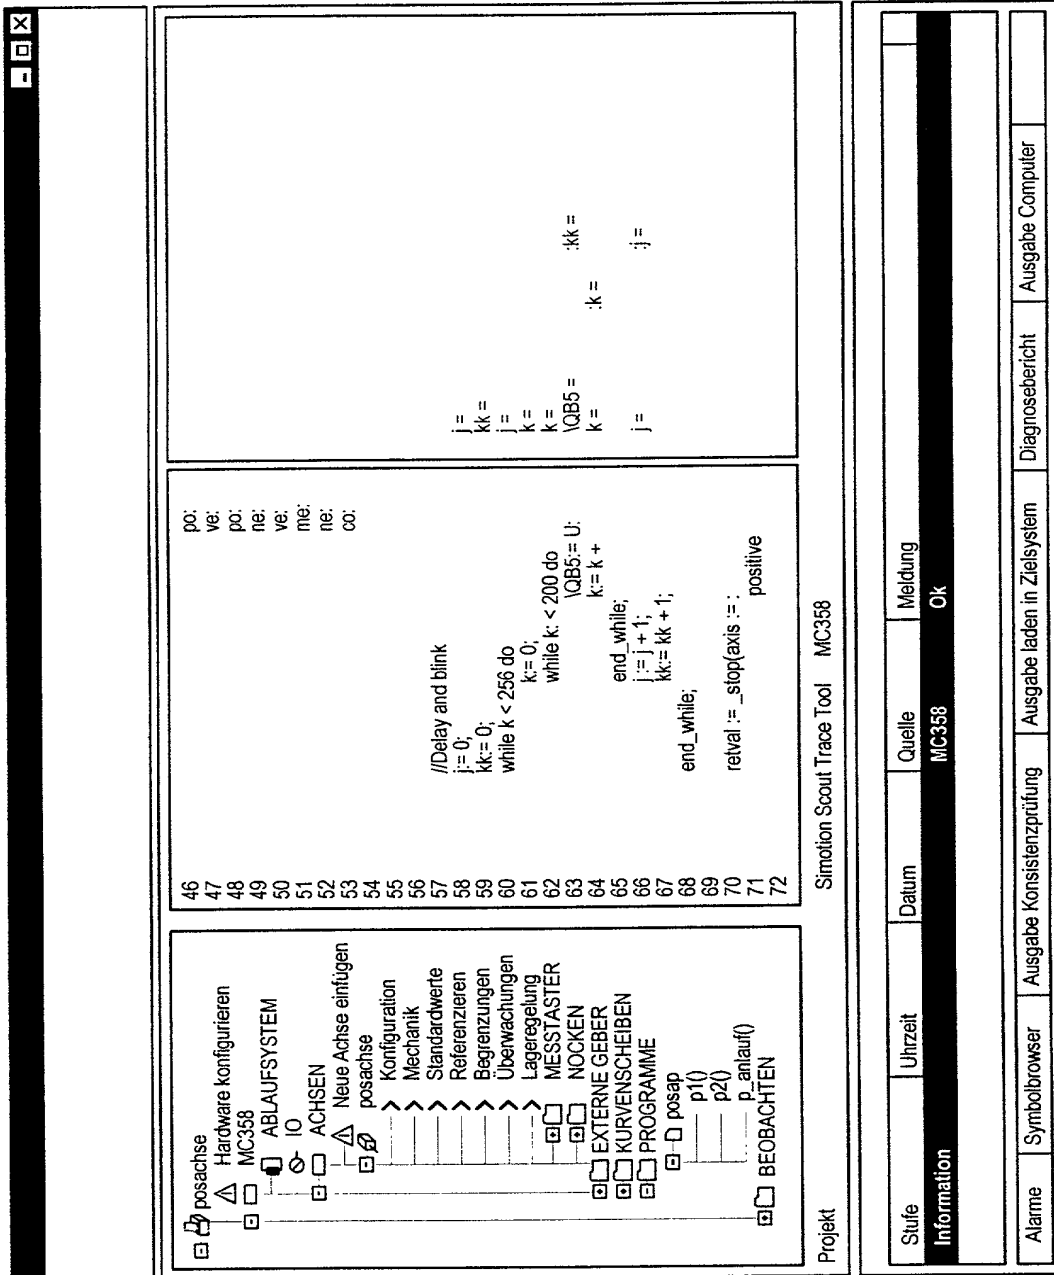 posachse
Hardware konfigurieren
MC358
ABLAUFSYSTEM
IO
ACHSEN
Neue Achse einfügen
posachse
Konfiguration
Mechanik
Standardwerte
Referenzieren
Begrenzungen
Überwachungen
Lageregelung
MESSTASTER
NOCKEN
EXTERNE GEBER
KURVENSCHEIBEN
PROGRAMME
posap
p1()
p2()
p_anlauf()
BEOBACHTEN
Projekt
46 po:
47 ve:
48 po:
49 ne:
50 ve:
51 me:
52 ne:
53 co:
54
55
56
57 //Delay and blink
58 j:= 0;
59 kk:= 0;
60 while k < 256 do
61 k:= 0;
62 while k: < 200 do
63 \QB5:= U:
64 k:= k +
65 end_while;
66 j:= j + 1;
67 kk:= kk + 1;
68 end_while;
69
70 retval := _stop(axis := :
71 positive
72
j =
kk =
j =
k =
k =
\QB5 = :kk =
k = :k =
j = :j =
Simotion Scout Trace Tool MC358
Stufe Uhrzeit Datum Quelle Meldung
Information MC358 Ok
Alarme Symbolbrowser Ausgabe Konsistenzprüfung Ausgabe laden in Zielsystem Diagnosebericht Ausgabe Computer